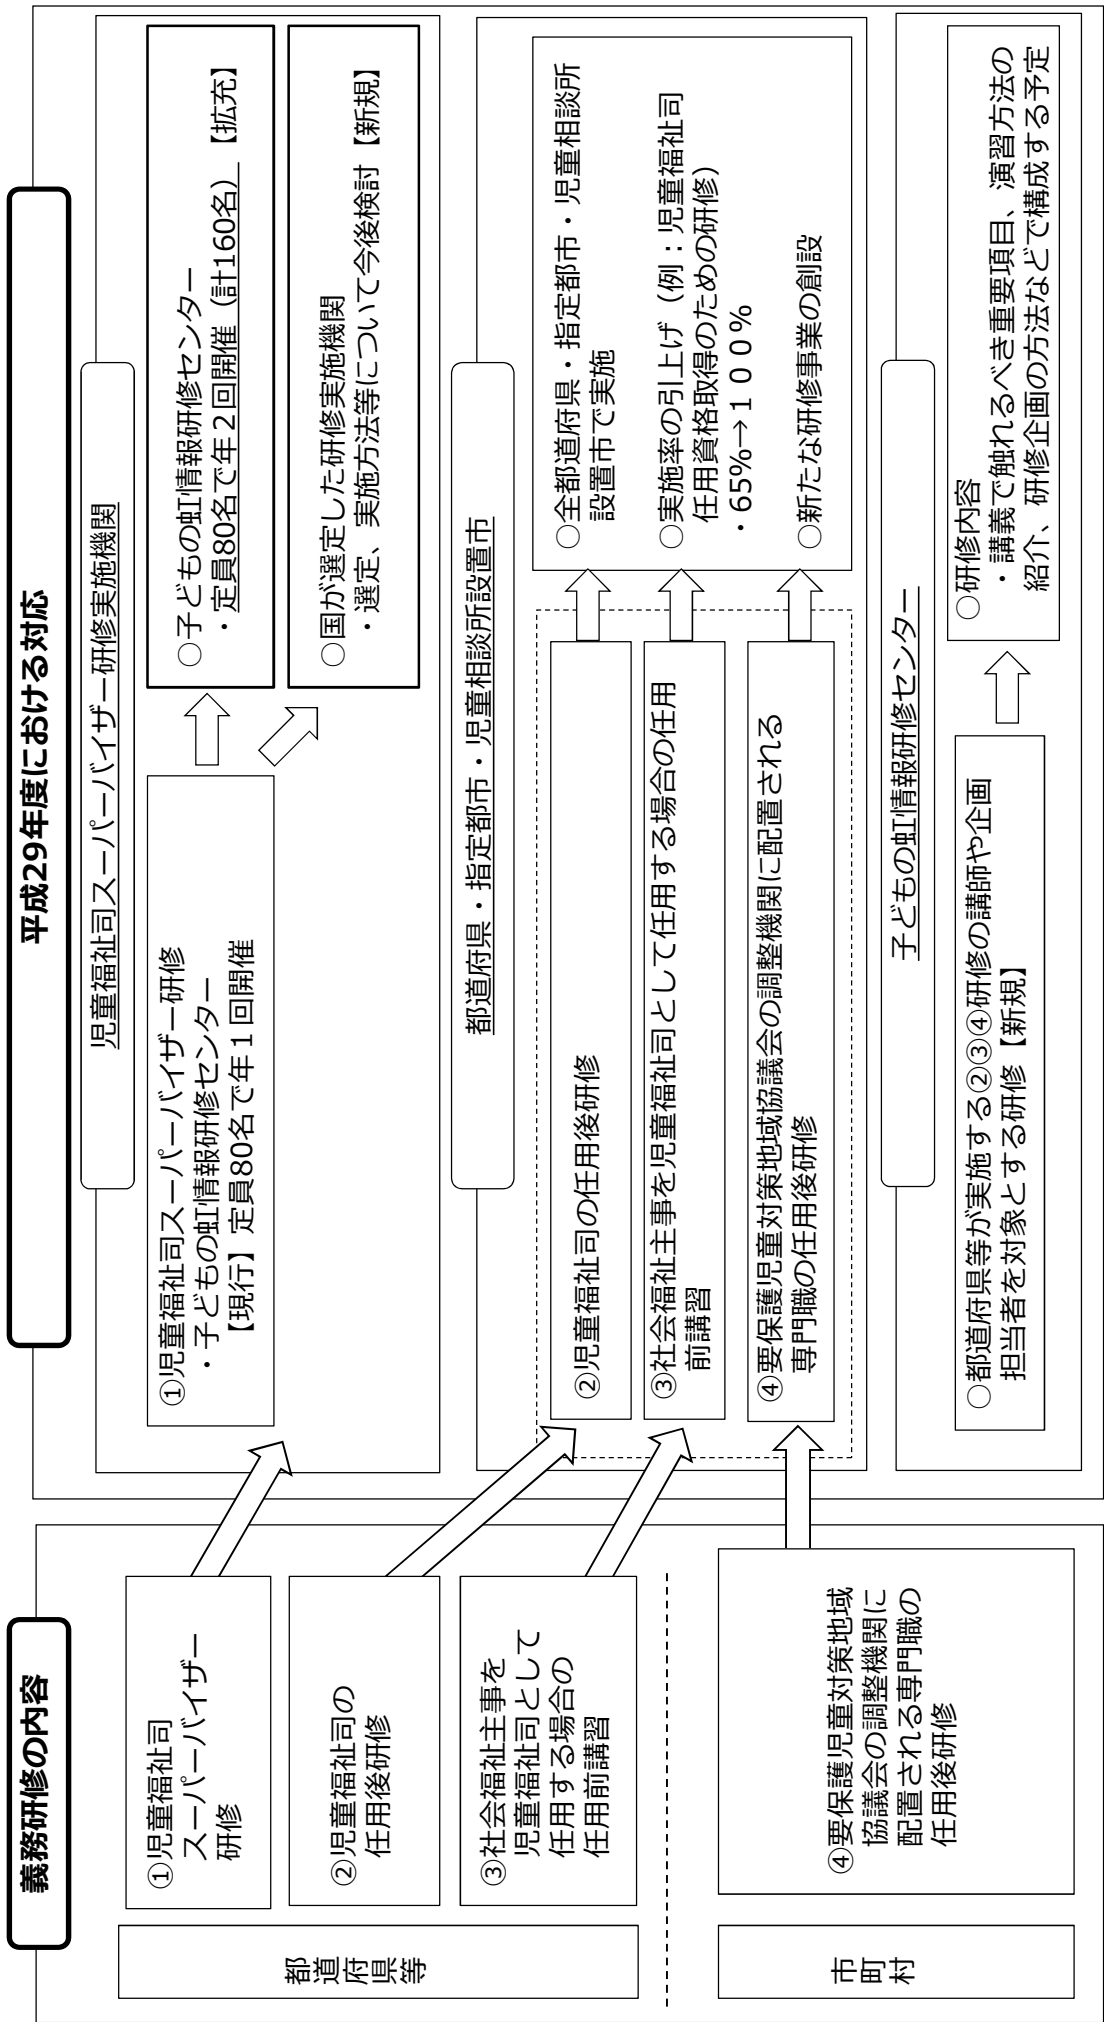 義務研修の内容
都道府県等
①児童福祉司
スーパーバイザー
研修
②児童福祉司の
任用後研修
③社会福祉主事を
児童福祉司として
任用する場合の
任用前講習
市町村
④要保護児童対策地域
協議会の調整機関に
配置される専門職の
任用後研修
平成29年度における対応
児童福祉司スーパーバイザー研修実施機関
①児童福祉司スーパーバイザー研修
・子どもの虹情報研修センター
【現行】定員80名で年１回開催
○子どもの虹情報研修センター
・定員80名で年２回開催（計160名）【拡充】
○国が選定した研修実施機関
・選定、実施方法等について今後検討【新規】
都道府県・指定都市・児童相談所設置市
②児童福祉司の任用後研修
③社会福祉主事を児童福祉司として任用する場合の任用
前講習
④要保護児童対策地域協議会の調整機関に配置される
専門職の任用後研修
○全都道府県・指定都市・児童相談所
設置市で実施
○実施率の引上げ（例：児童福祉司
任用資格取得のための研修）
・65%→１００%
○新たな研修事業の創設
子どもの虹情報研修センター
○都道府県等が実施する②③④研修の講師や企画
担当者を対象とする研修【新規】
○研修内容
・講義で触れるべき重要項目、演習方法の
紹介、研修企画の方法などで構成する予定